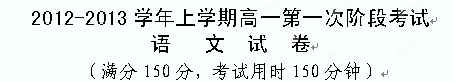 2012-2013 学年上学期高一第一次阶段考试
语 文 试 卷
(满分 150 分，考试用时 150 分钟)